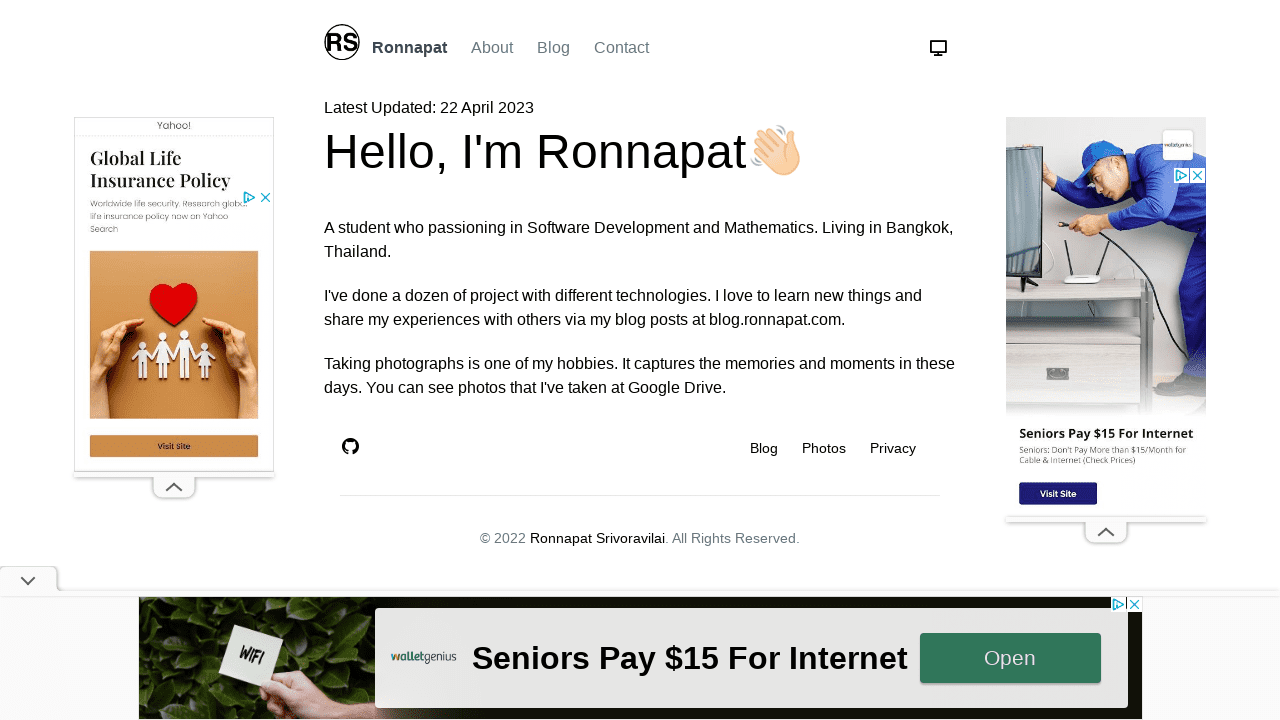 RS Ronnapat About Blog Contact
Latest Updated: 22 April 2023
Hello, I'm Ronnapat
A student who passioning in Software Development and Mathematics. Living in Bangkok,
Thailand.
I've done a dozen of project with different technologies. I love to learn new things and
share my experiences with others via my blog posts at blog.ronnapat.com.
Taking photographs is one of my hobbies. It captures the memories and moments in these
days. You can see photos that I've taken at Google Drive.
Blog Photos Privacy
© 2022 Ronnapat Srivoravilai. All Rights Reserved.
Yahoo!
Global Life
Insurance Policy
Worldwide life security. Research global
life insurance policy now on Yahoo
Search
Visit Site
walletgenius
Seniors Pay $15 For Internet
Seniors: Don't Pay More than $15/Month for
Cable & Internet (Check Prices)
Visit Site
WIFI
walletgenius
Seniors Pay $15 For Internet
Open